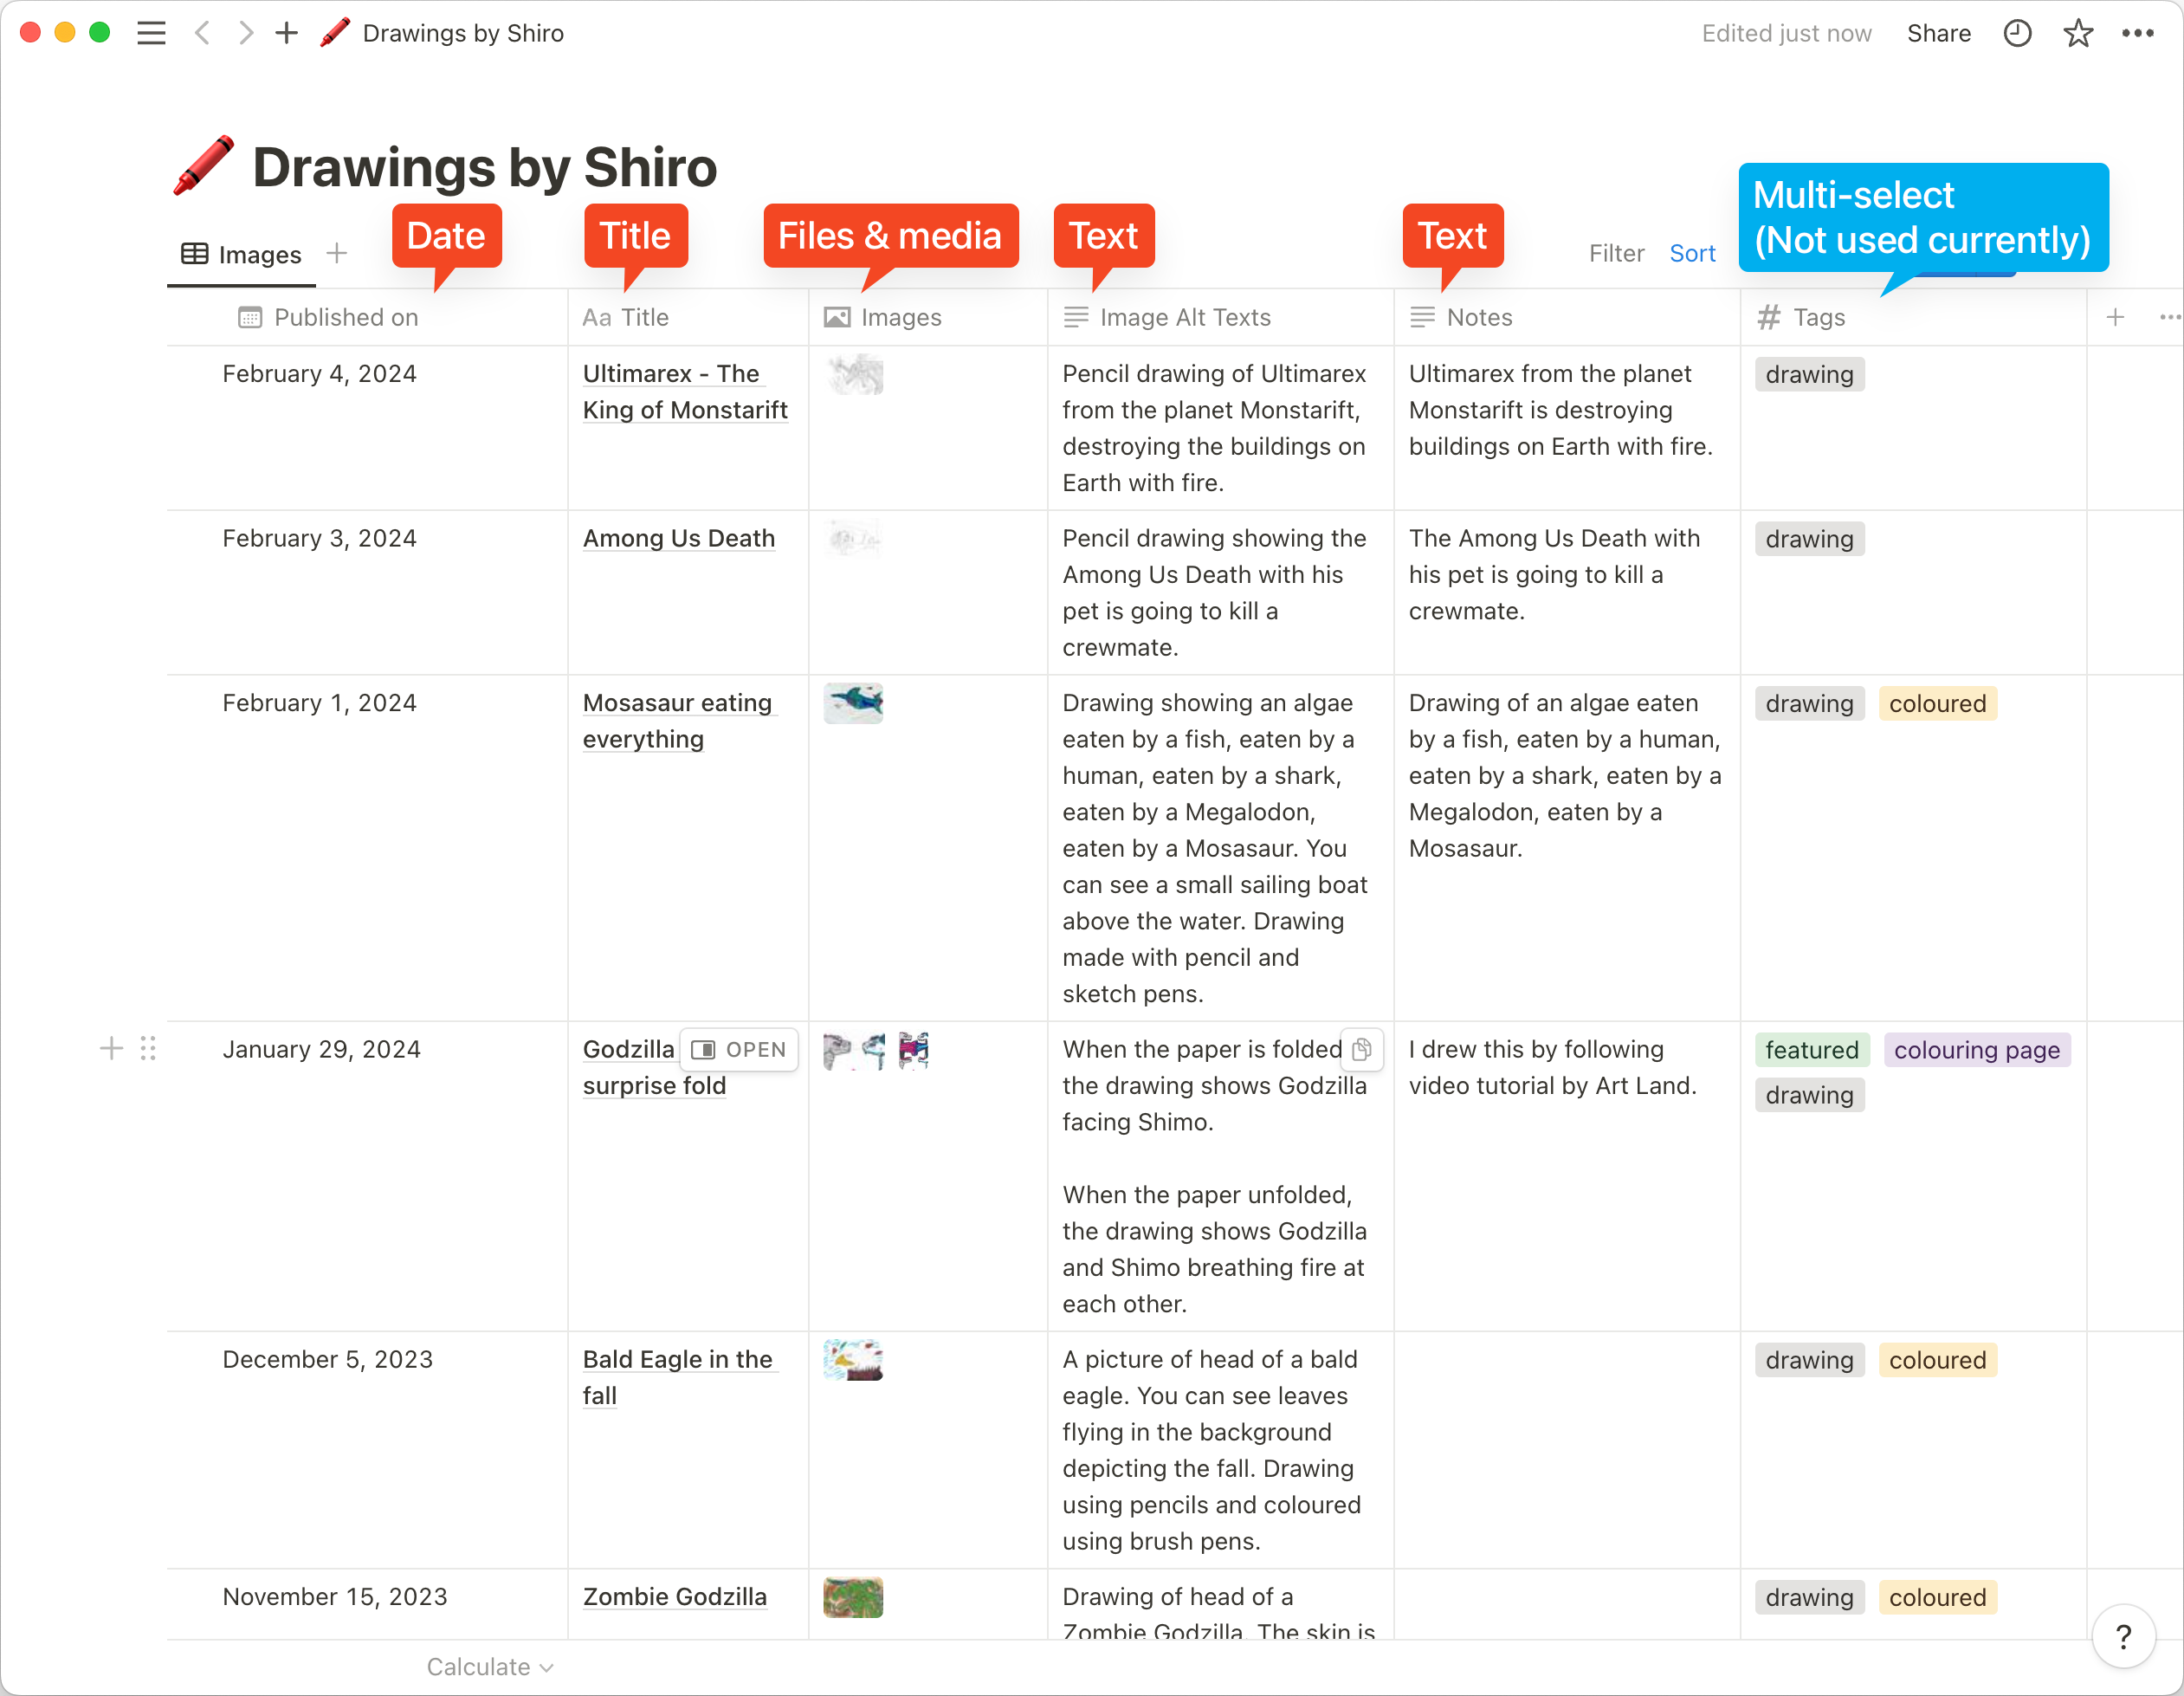 Drawings by Shiro
Edited just now
Share
Drawings by Shiro
Images
Date
Title
Files & media
Text
Text
Filter
Sort
Multi-select
(Not used currently)
Published on
Aa Title
Images
Image Alt Texts
Notes
Tags
February 4, 2024
Ultimarex - The
King of Monstarift
Pencil drawing of Ultimarex
from the planet Monstarift,
destroying the buildings on
Earth with fire.
Ultimarex from the planet
Monstarift is destroying
buildings on Earth with fire.
drawing
February 3, 2024
Among Us Death
Pencil drawing showing the
Among Us Death with his
pet is going to kill a
crewmate.
The Among Us Death with
his pet is going to kill a
crewmate.
drawing
February 1, 2024
Mosasaur eating
everything
Drawing showing an algae
eaten by a fish, eaten by a
human, eaten by a shark,
eaten by a Megalodon,
eaten by a Mosasaur. You
can see a small sailing boat
above the water. Drawing
made with pencil and
sketch pens.
Drawing of an algae eaten
by a fish, eaten by a human,
eaten by a shark, eaten by a
Megalodon, eaten by a
Mosasaur.
drawing coloured
January 29, 2024
Godzilla
surprise fold
OPEN
When the paper is folded
the drawing shows Godzilla
facing Shimo.
When the paper unfolded,
the drawing shows Godzilla
and Shimo breathing fire at
each other.
I drew this by following
video tutorial by Art Land.
featured colouring page
drawing
December 5, 2023
Bald Eagle in the
fall
A picture of head of a bald
eagle. You can see leaves
flying in the background
depicting the fall. Drawing
using pencils and coloured
using brush pens.
drawing coloured
November 15, 2023
Zombie Godzilla
Drawing of head of a
Zombie Godzilla. The skin is
drawing coloured
Calculate
?